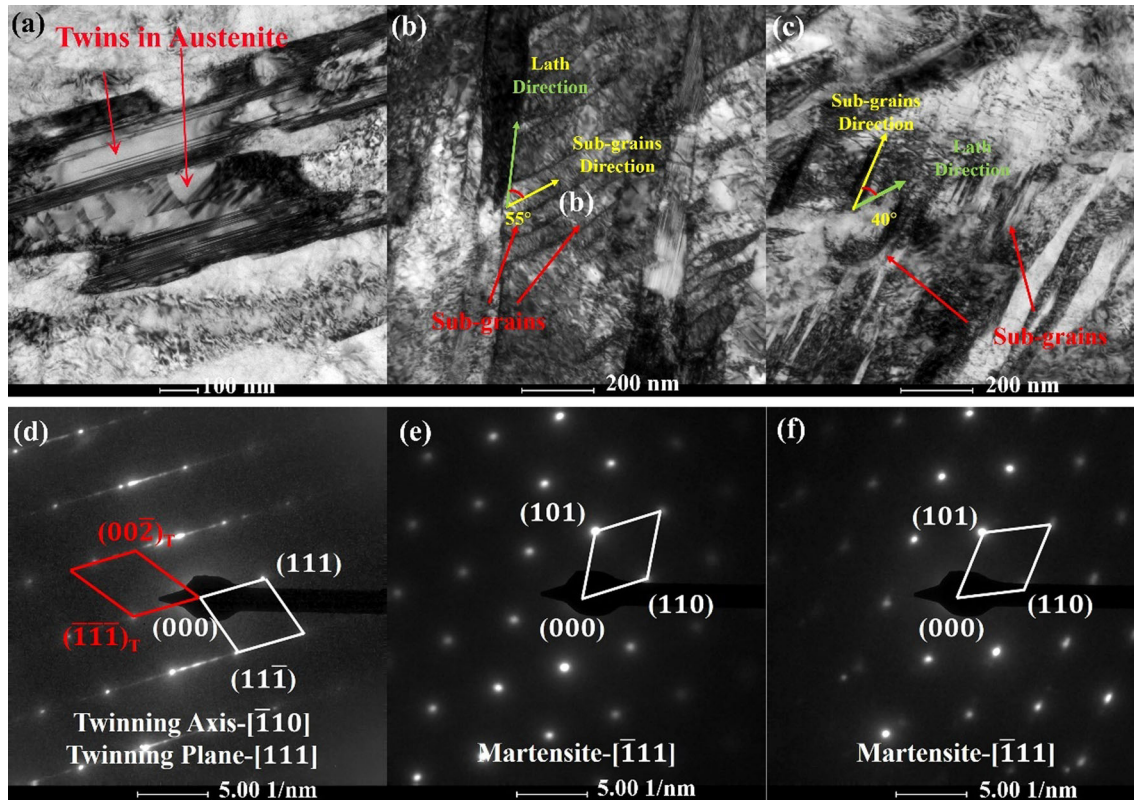 (a)
Twins in Austenite
100 nm
(b)
Lath
Direction
Sub-grains
Direction
55°
(b)
Sub-grains
200 nm
(c)
Sub-grains
Direction
Lath
Direction
40°
Sub-grains
200 nm
(d)
(002̅)T
(111)
(000)
(1̅1̅1̅)T
(111̅)
Twinning Axis-[1̅10]
Twinning Plane-[111]
5.00 1/nm
(e)
(101)
(110)
(000)
Martensite-[1̅11]
5.00 1/nm
(f)
(101)
(110)
(000)
Martensite-[1̅11]
5.00 1/nm